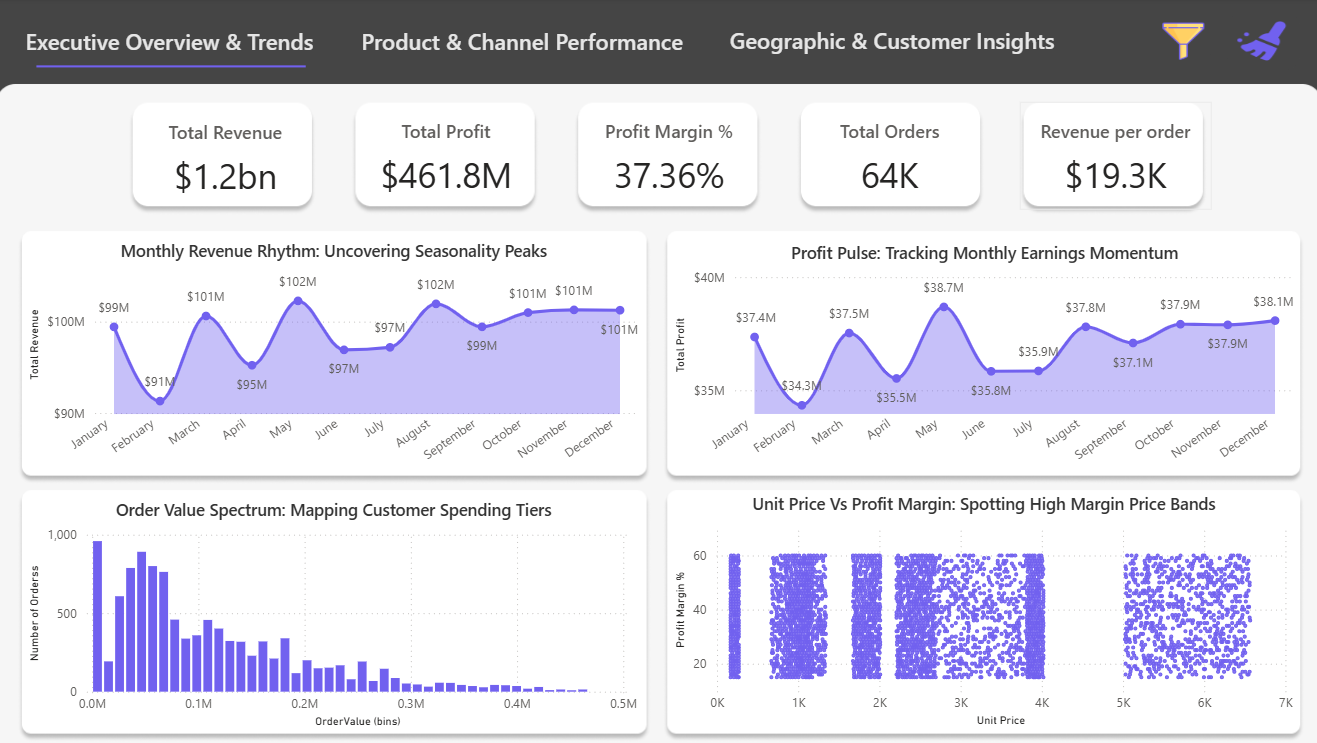 Executive Overview & Trends
Product & Channel Performance
Geographic & Customer Insights
Total Revenue
$1.2bn
Total Profit
$461.8M
Profit Margin %
37.36%
Total Orders
64K
Revenue per order
$19.3K
Monthly Revenue Rhythm: Uncovering Seasonality Peaks
Total Revenue
$100M
$90M
$99M
$91M
$101M
$95M
$102M
$97M
$97M
$102M
$99M
$101M
$101M
$101M
January
February
March
April
May
June
July
August
September
October
November
December
Profit Pulse: Tracking Monthly Earnings Momentum
Total Profit
$40M
$35M
$37.4M
$34.3M
$37.5M
$35.5M
$38.7M
$35.8M
$35.9M
$37.8M
$37.1M
$37.9M
$37.9M
$38.1M
January
February
March
April
May
June
July
August
September
October
November
December
Order Value Spectrum: Mapping Customer Spending Tiers
Number of Orderss
1,000
500
0
0.0M
0.1M
0.2M
0.3M
0.4M
0.5M
OrderValue (bins)
Unit Price Vs Profit Margin: Spotting High Margin Price Bands
Profit Margin %
60
40
20
0K
1K
2K
3K
4K
5K
6K
7K
Unit Price